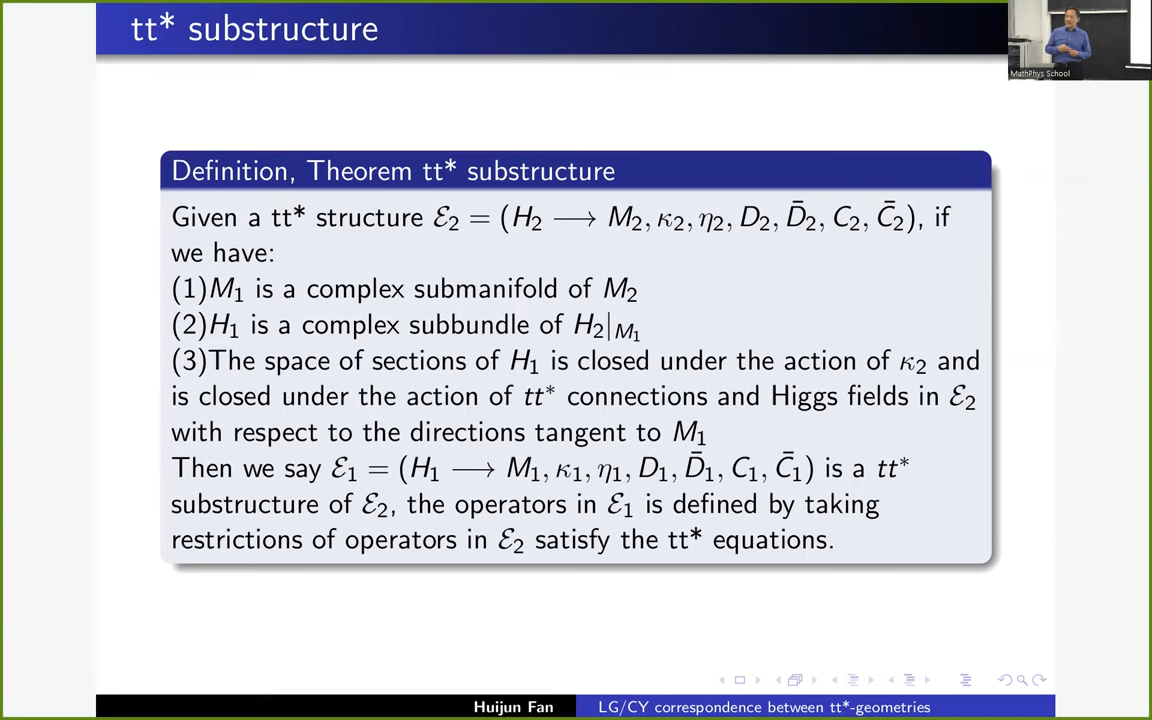 tt* substructure
MathPhys School
Definition, Theorem tt* substructure
Given a tt* structure ℰ₂ = (H₂ ⟶ M₂, κ₂, η₂, D₂, D̄₂, C₂, C̄₂), if
we have:
(1)M₁ is a complex submanifold of M₂
(2)H₁ is a complex subbundle of H₂|_{M₁}
(3)The space of sections of H₁ is closed under the action of κ₂ and
is closed under the action of tt* connections and Higgs fields in ℰ₂
with respect to the directions tangent to M₁
Then we say ℰ₁ = (H₁ ⟶ M₁, κ₁, η₁, D₁, D̄₁, C₁, C̄₁) is a tt*
substructure of ℰ₂, the operators in ℰ₁ is defined by taking
restrictions of operators in ℰ₂ satisfy the tt* equations.
Huijun Fan
LG/CY correspondence between tt*-geometries